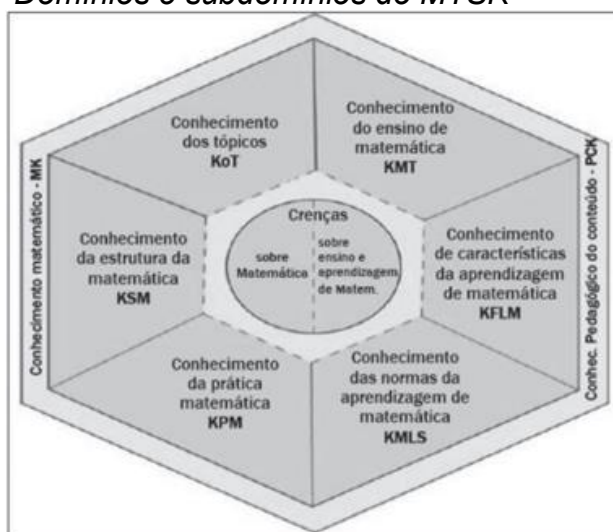 Domínios e subdomínios do MTSK
Conhecimento matemático - MK
Conhecimento
dos tópicos
KoT
Conhecimento
do ensino de
matemática
KMT
Conhecimento
da estrutura da
matemática
KSM
Crenças
sobre
Matemática
sobre
ensino e
aprendizagem
de Matem.
Conhecimento
de características
da aprendizagem
de matemática
KFLM
Conhecimento
da prática
matemática
KPM
Conhecimento
das normas da
aprendizagem de
matemática
KMLS
Conhec. Pedagógico do conteúdo - PCK